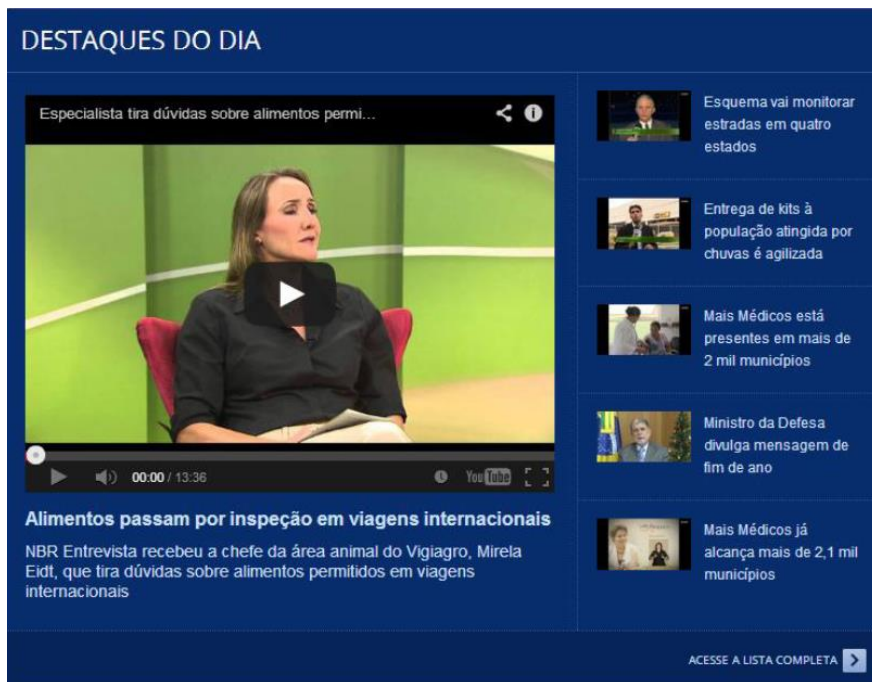 DESTAQUES DO DIA
Especialista tira dúvidas sobre alimentos permi...
00:00 / 13:36
YouTube
Alimentos passam por inspeção em viagens internacionais
NBR Entrevista recebeu a chefe da área animal do Vigiagro, Mirela
Eidt, que tira dúvidas sobre alimentos permitidos em viagens
internacionais
Esquema vai monitorar
estradas em quatro
estados
Entrega de kits à
população atingida por
chuvas é agilizada
Mais Médicos está
presentes em mais de
2 mil municípios
Ministro da Defesa
divulga mensagem de
fim de ano
Mais Médicos já
alcança mais de 2,1 mil
municípios
ACESSE A LISTA COMPLETA